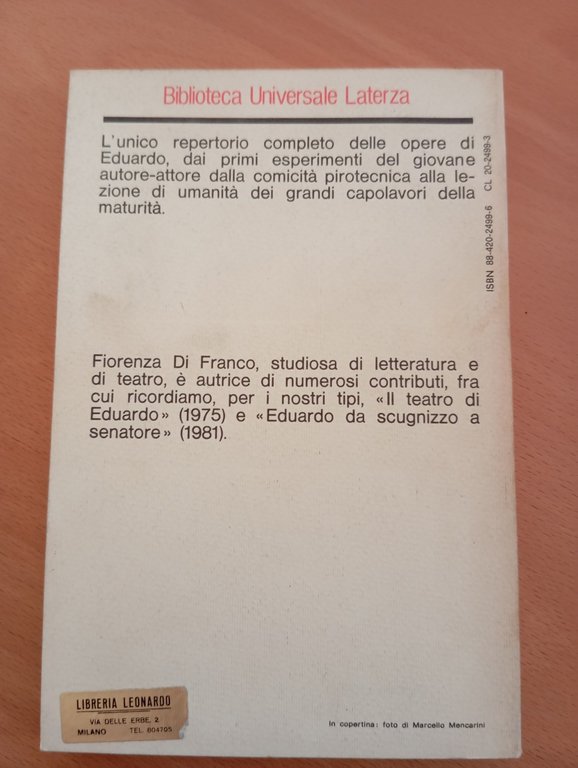 Biblioteca Universale Laterza
L'unico repertorio completo delle opere di
Eduardo, dai primi esperimenti del giovane
autore-attore dalla comicità pirotecnica alla le-
zione di umanità dei grandi capolavori della
maturità.
ISBN 88-420-2499-6 CL 20-2499-3
Fiorenza Di Franco, studiosa di letteratura e
di teatro, è autrice di numerosi contributi, fra
cui ricordiamo, per i nostri tipi, «Il teatro di
Eduardo» (1975) e «Eduardo da scugnizzo a
senatore» (1981).
LIBRERIA LEONARDO
VIA DELLE ERBE, 2
MILANO TEL. 804705
In copertina: foto di Marcello Mencarini